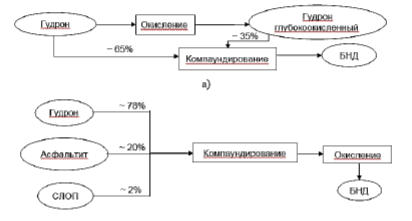 Гудрон
Окисление
Гудрон
глубокоокисленный
~ 65%
~ 35%
Компаундирование
БНД
а)
Гудрон
~ 78%
Асфальтит
~ 20%
Компаундирование
Окисление
СЛОП
~ 2%
БНД